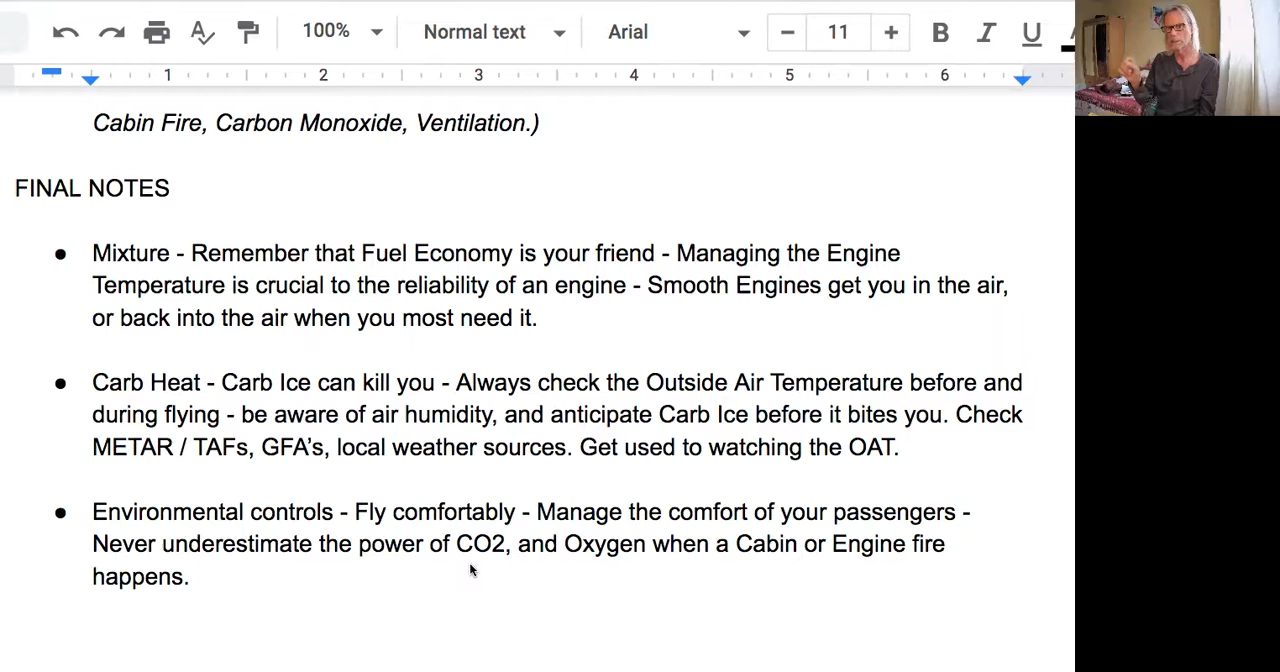 100% Normal text Arial 11 B I U
1 2 3 4 5 6
Cabin Fire, Carbon Monoxide, Ventilation.)
FINAL NOTES
● Mixture - Remember that Fuel Economy is your friend - Managing the Engine
Temperature is crucial to the reliability of an engine - Smooth Engines get you in the air,
or back into the air when you most need it.
● Carb Heat - Carb Ice can kill you - Always check the Outside Air Temperature before and
during flying - be aware of air humidity, and anticipate Carb Ice before it bites you. Check
METAR / TAFs, GFA’s, local weather sources. Get used to watching the OAT.
● Environmental controls - Fly comfortably - Manage the comfort of your passengers -
Never underestimate the power of CO2, and Oxygen when a Cabin or Engine fire
happens.